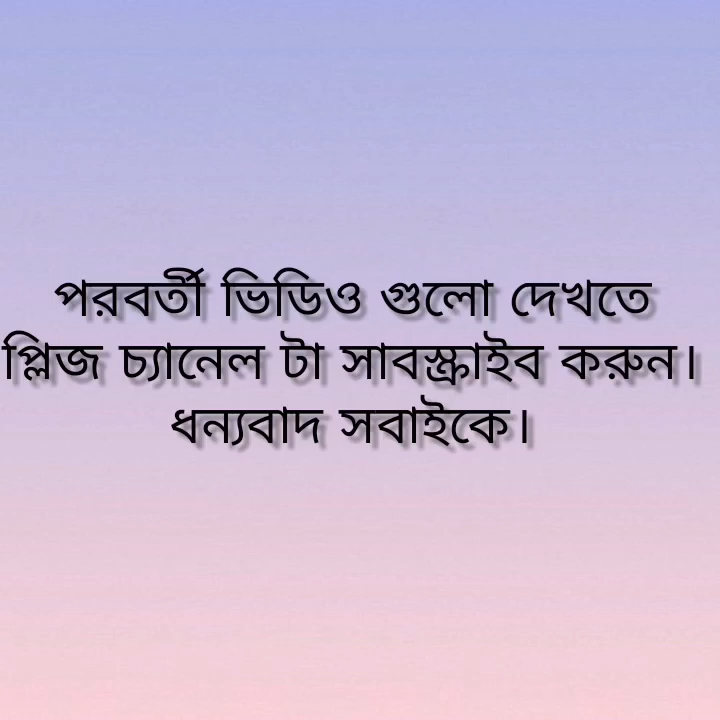 পরবর্তী ভিডিও গুলো দেখতে
প্লিজ চ্যানেল টা সাবস্ক্রাইব করুন।
ধন্যবাদ সবাইকে।